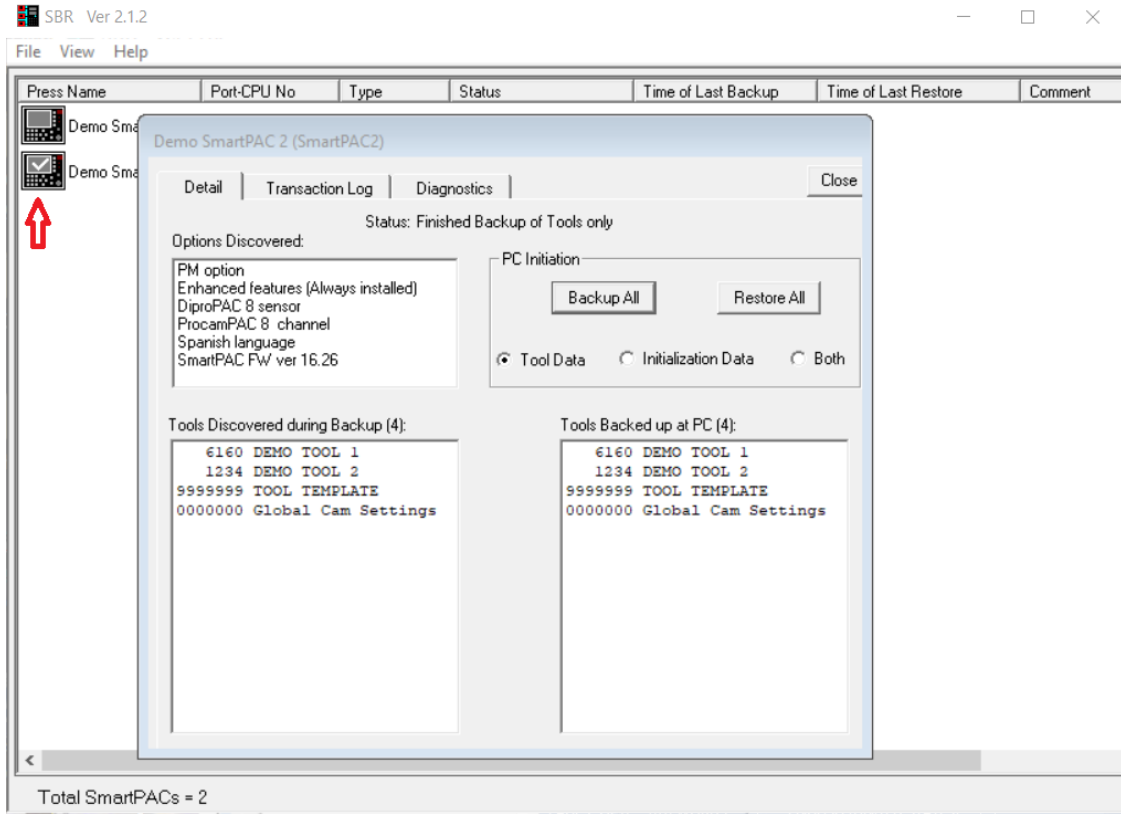 SBR Ver 2.1.2
File View Help
Press Name Port-CPU No Type Status Time of Last Backup Time of Last Restore Comment
Demo Sma
Demo Sma
Demo SmartPAC 2 (SmartPAC2)
Detail Transaction Log Diagnostics Close
Status: Finished Backup of Tools only
Options Discovered:
PM option
Enhanced features (Always installed)
DiproPAC 8 sensor
ProcamPAC 8 channel
Spanish language
SmartPAC FW ver 16.26
PC Initiation
Backup All Restore All
Tool Data Initialization Data Both
Tools Discovered during Backup (4):
6160 DEMO TOOL 1
1234 DEMO TOOL 2
9999999 TOOL TEMPLATE
0000000 Global Cam Settings
Tools Backed up at PC (4):
6160 DEMO TOOL 1
1234 DEMO TOOL 2
9999999 TOOL TEMPLATE
0000000 Global Cam Settings
Total SmartPACs = 2